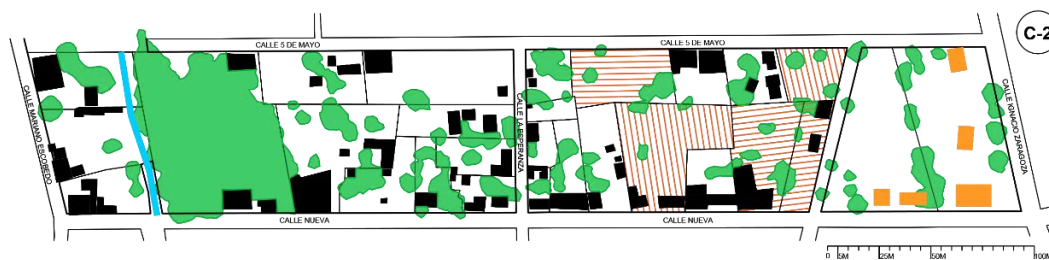 C-2
CALLE 5 DE MAYO
CALLE 5 DE MAYO
CALLE MARIANO ESCOBEDO
CALLE LA ESPERANZA
CALLE IGNACIO ZARAGOZA
CALLE NUEVA
CALLE NUEVA
0 5M 25M 50M 100M